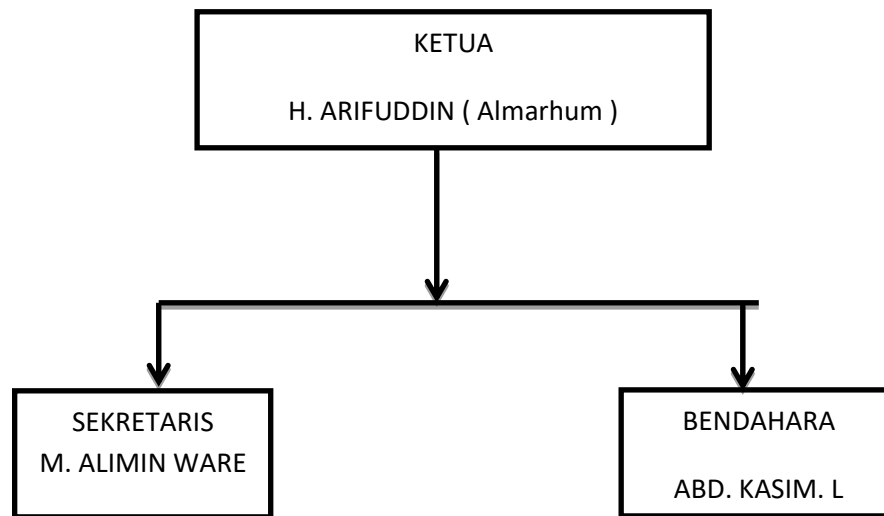 KETUA
H. ARIFUDDIN ( Almarhum )
SEKRETARIS
M. ALIMIN WARE
BENDAHARA
ABD. KASIM. L